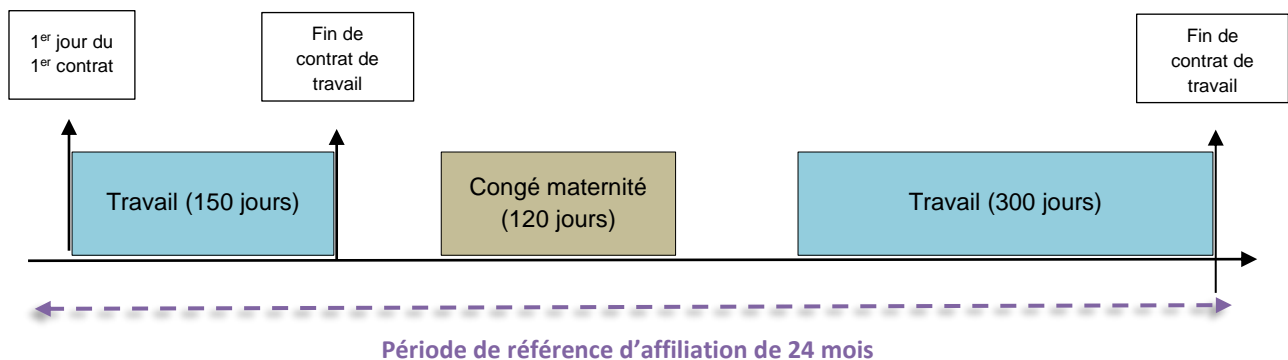 1er jour du
1er contrat
Fin de
contrat de
travail
Fin de
contrat de
travail
Travail (150 jours)
Congé maternité
(120 jours)
Travail (300 jours)
Période de référence d’affiliation de 24 mois